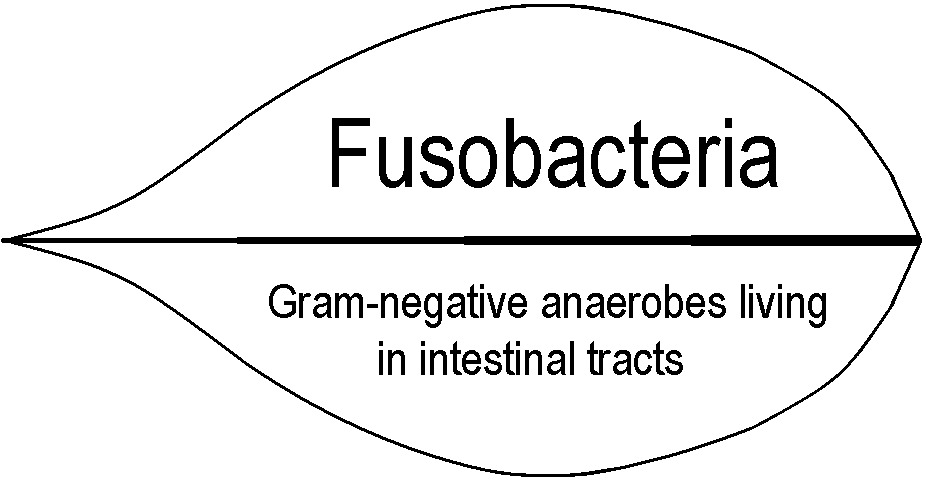 Fusobacteria
Gram-negative anaerobes living
in intestinal tracts